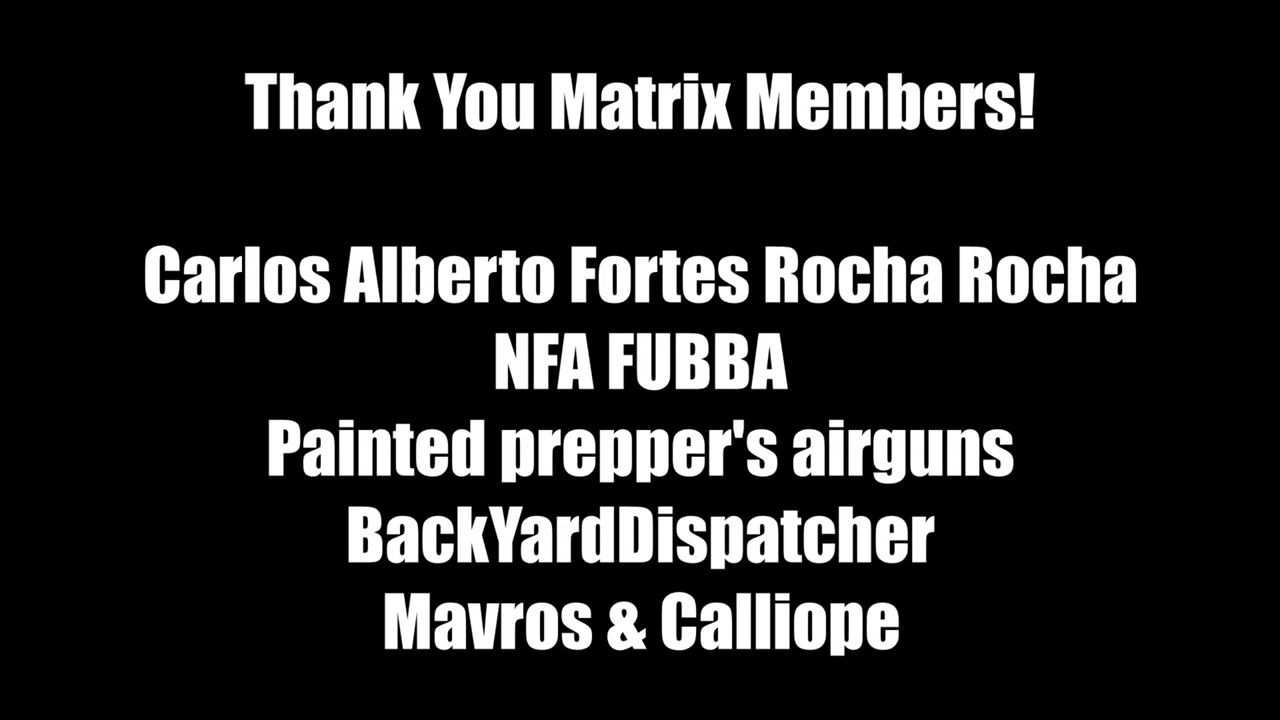 Thank You Matrix Members!
Carlos Alberto Fortes Rocha Rocha
NFA FUBBA
Painted prepper's airguns
BackYardDispatcher
Mavros & Calliope